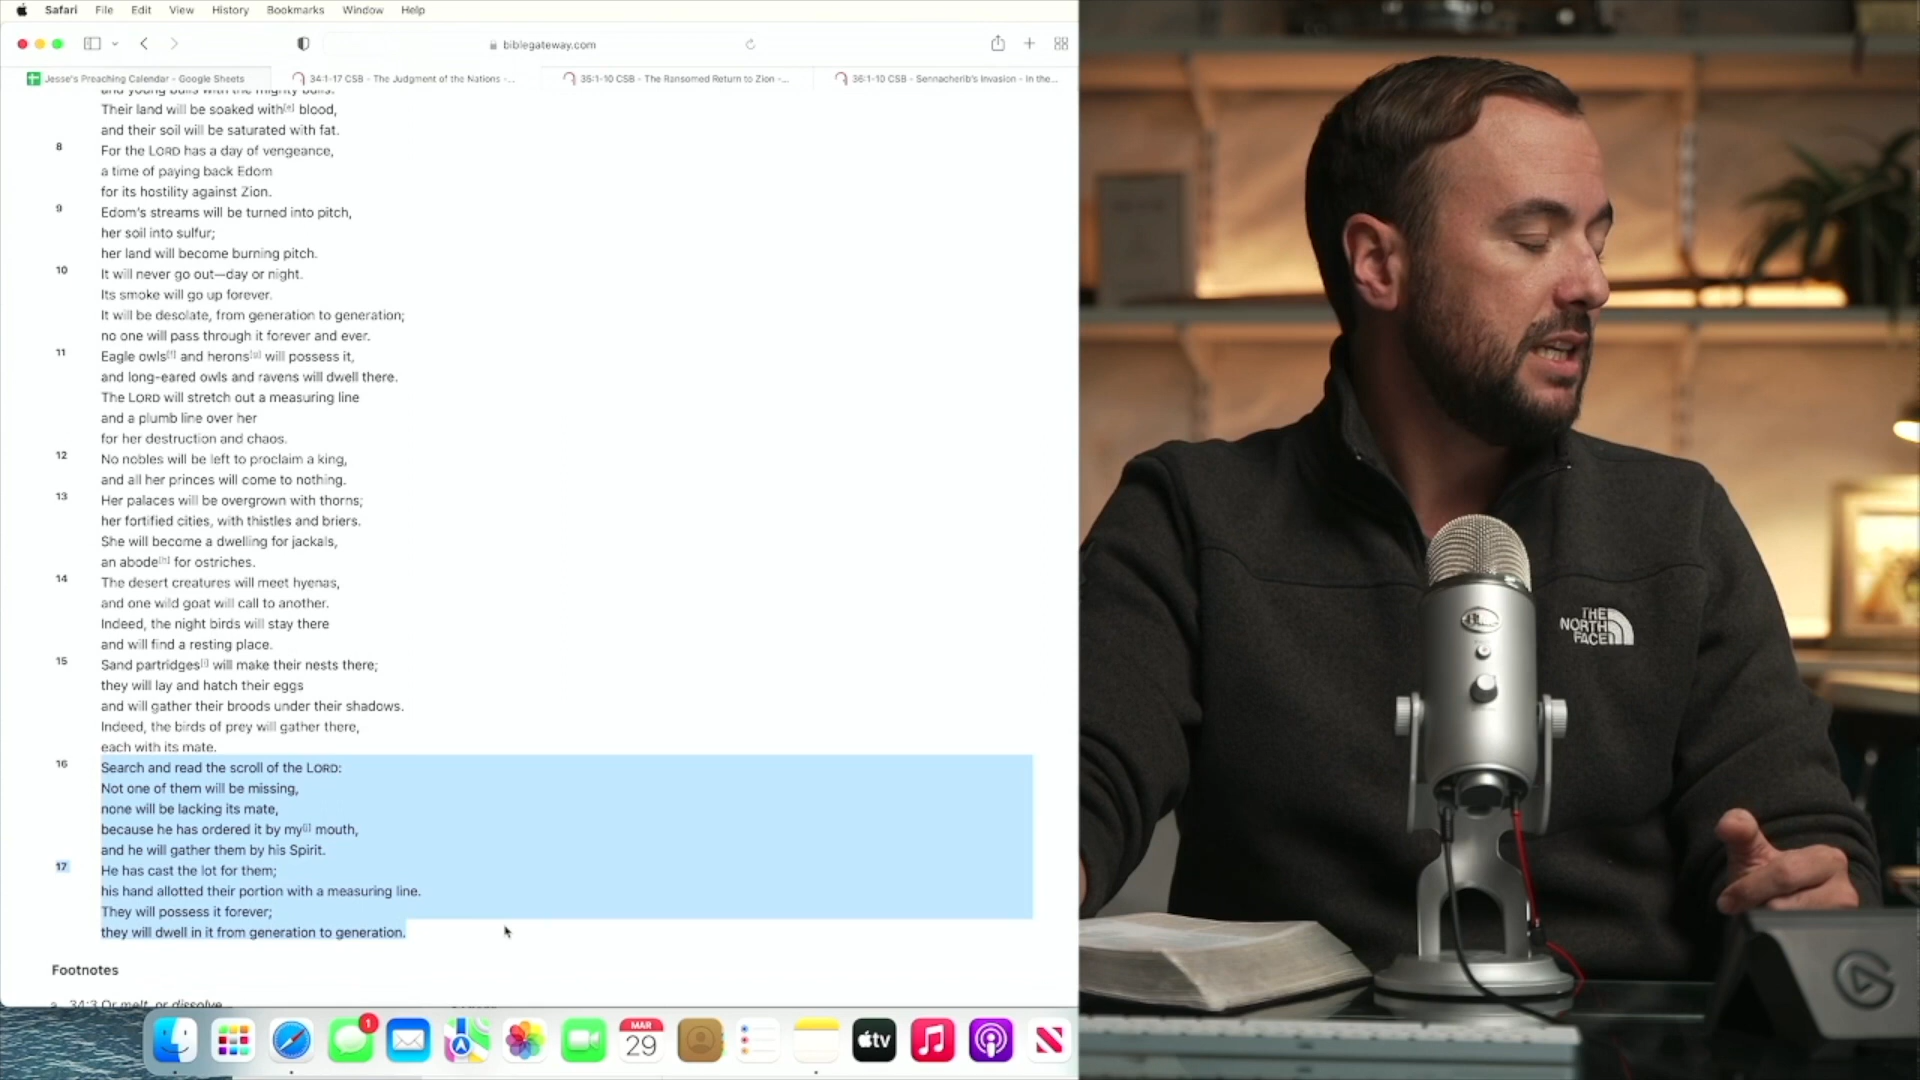 Safari File Edit View History Bookmarks Window Help
biblegateway.com
Jesse's Preaching Calendar - Google Sheets
34:1-17 CSB - The Judgment of the Nations -...
35:1-10 CSB - The Ransomed Return to Zion -...
36:1-10 CSB - Sennacherib's Invasion - In the...
and young bulls with the mighty bulls.
Their land will be soaked with[e] blood,
and their soil will be saturated with fat.
8 For the LORD has a day of vengeance,
a time of paying back Edom
for its hostility against Zion.
9 Edom's streams will be turned into pitch,
her soil into sulfur;
her land will become burning pitch.
10 It will never go out—day or night.
Its smoke will go up forever.
It will be desolate, from generation to generation;
no one will pass through it forever and ever.
11 Eagle owls[f] and herons[g] will possess it,
and long-eared owls and ravens will dwell there.
The LORD will stretch out a measuring line
and a plumb line over her
for her destruction and chaos.
12 No nobles will be left to proclaim a king,
and all her princes will come to nothing.
13 Her palaces will be overgrown with thorns;
her fortified cities, with thistles and briers.
She will become a dwelling for jackals,
an abode[h] for ostriches.
14 The desert creatures will meet hyenas,
and one wild goat will call to another.
Indeed, the night birds will stay there
and will find a resting place.
15 Sand partridges[i] will make their nests there;
they will lay and hatch their eggs
and will gather their broods under their shadows.
Indeed, the birds of prey will gather there,
each with its mate.
16 Search and read the scroll of the LORD:
Not one of them will be missing,
none will be lacking its mate,
because he has ordered it by my[j] mouth,
and he will gather them by his Spirit.
17 He has cast the lot for them;
his hand allotted their portion with a measuring line.
They will possess it forever;
they will dwell in it from generation to generation.
Footnotes
a 34:3 Or melt, or dissolve
1
MAR
29
tv
THE
NORTH
FACE